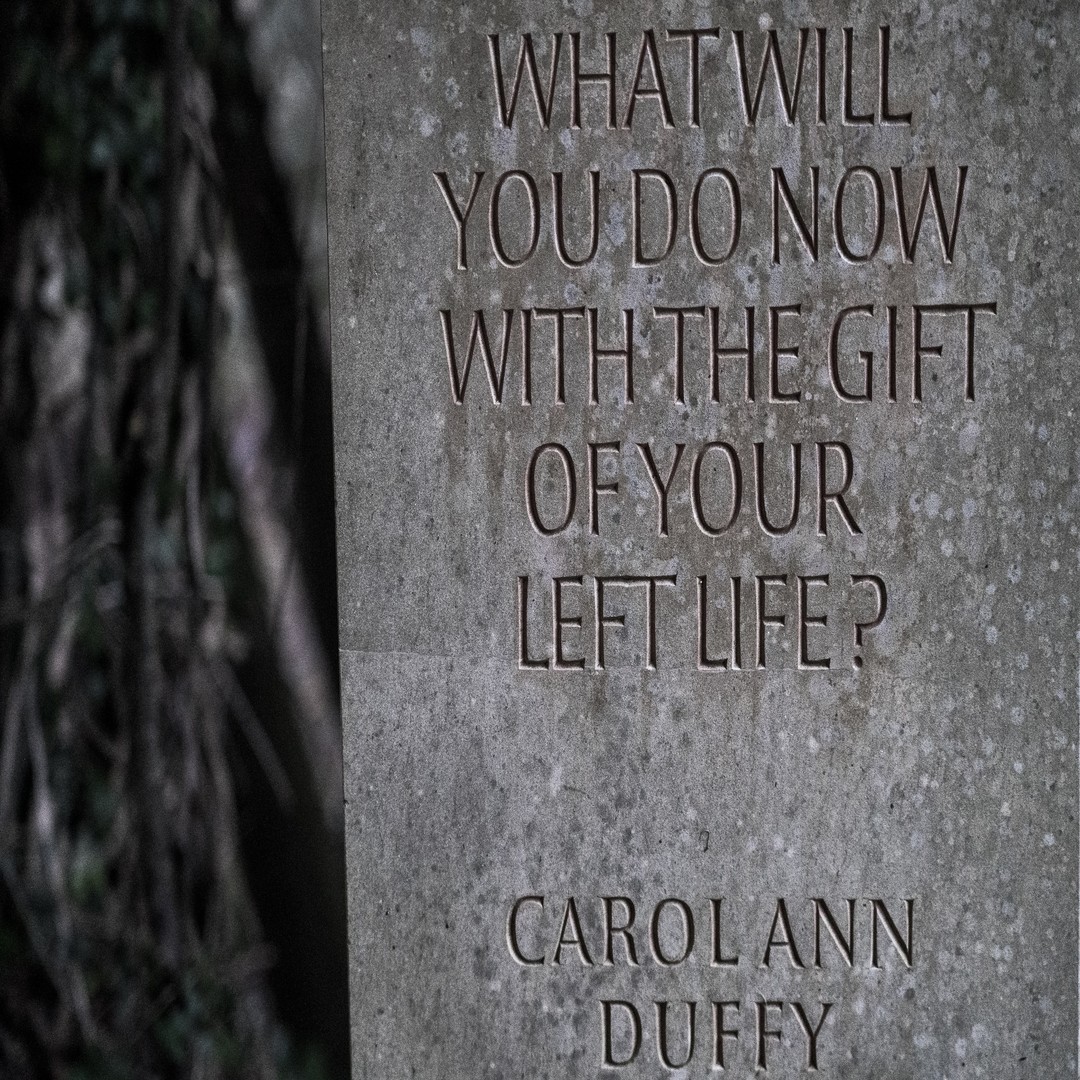 WHAT WILL
YOU DO NOW
WITH THE GIFT
OF YOUR
LEFT LIFE?
CAROL ANN
DUFFY